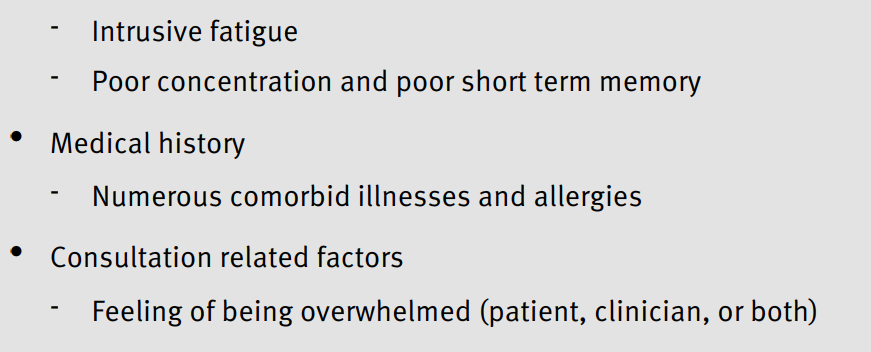 - Intrusive fatigue
- Poor concentration and poor short term memory
• Medical history
- Numerous comorbid illnesses and allergies
• Consultation related factors
- Feeling of being overwhelmed (patient, clinician, or both)